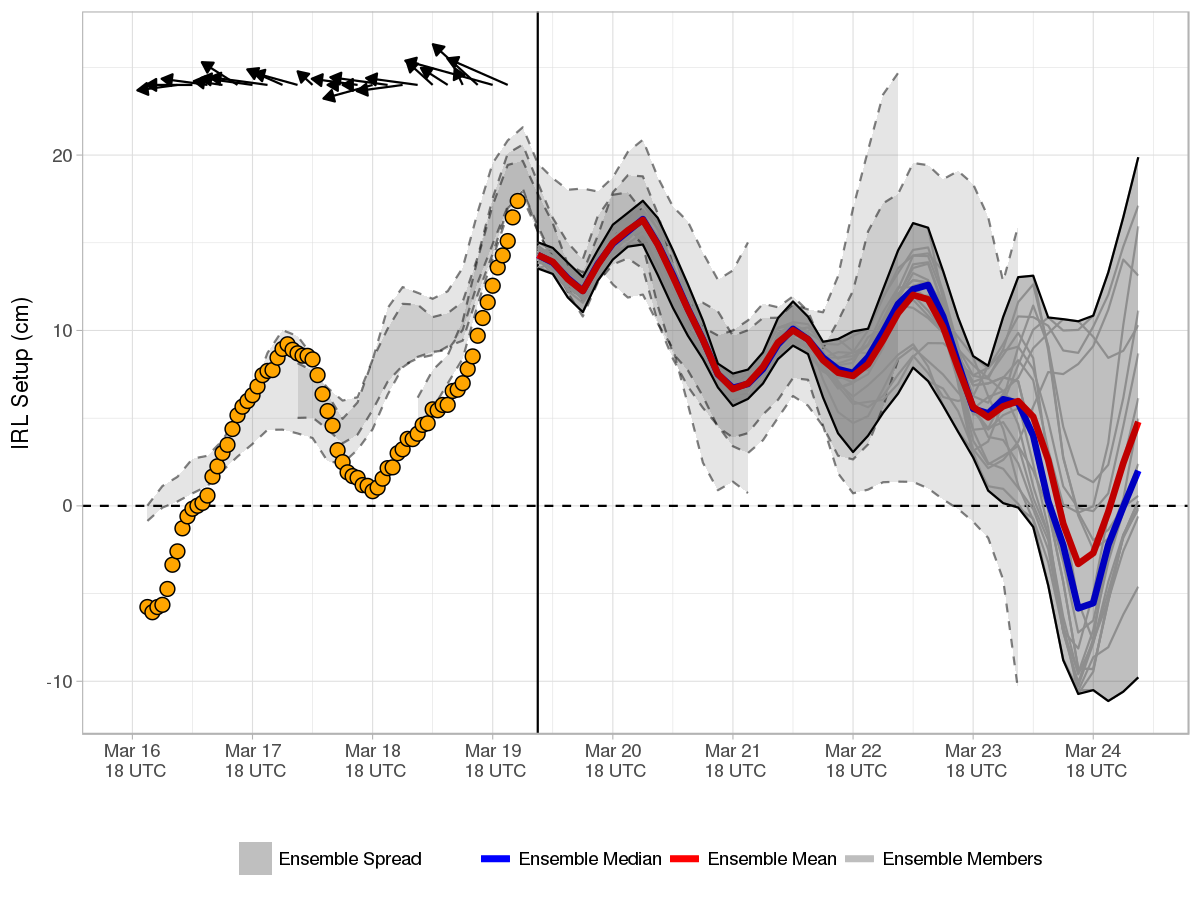 IRL Setup (cm)
20
10
0
-10
Mar 16 Mar 17 Mar 18 Mar 19 Mar 20 Mar 21 Mar 22 Mar 23 Mar 24
18 UTC 18 UTC 18 UTC 18 UTC 18 UTC 18 UTC 18 UTC 18 UTC 18 UTC
Ensemble Spread Ensemble Median Ensemble Mean Ensemble Members